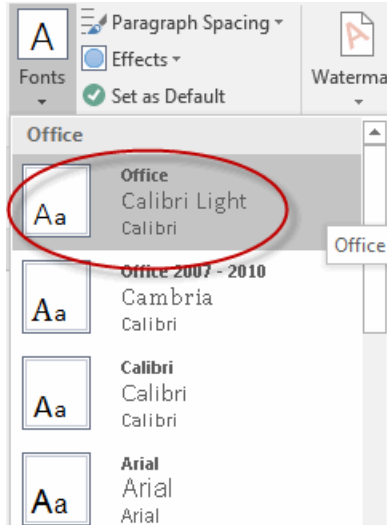 A
Fonts
Paragraph Spacing
Effects
Set as Default
A
Waterma
Office
Aa
Office
Calibri Light
Calibri
Office
Aa
Office 2007 - 2010
Cambria
Calibri
Aa
Calibri
Calibri
Calibri
Aa
Arial
Arial
Arial